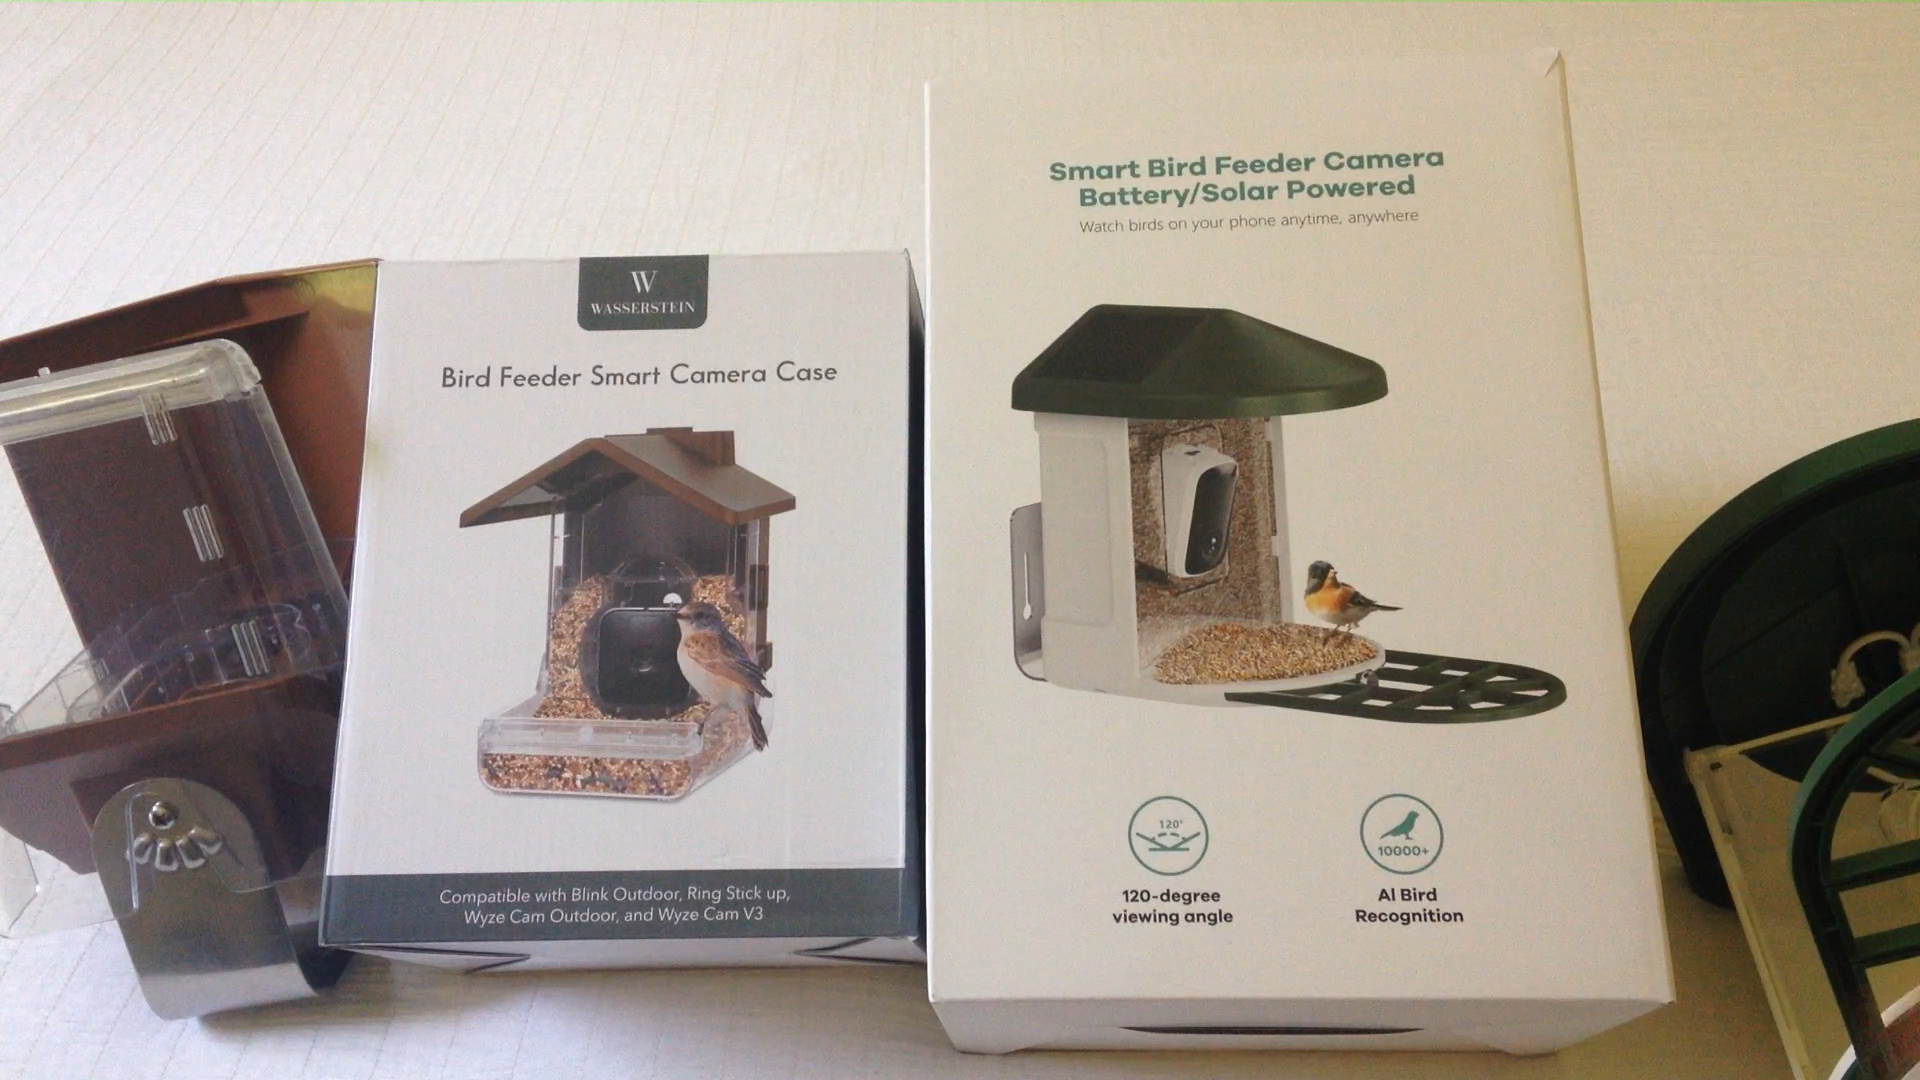 W
WASSERSTEIN
Bird Feeder Smart Camera Case
Compatible with Blink Outdoor, Ring Stick up,
Wyze Cam Outdoor, and Wyze Cam V3
Smart Bird Feeder Camera
Battery/Solar Powered
Watch birds on your phone anytime, anywhere
120°
120-degree
viewing angle
10000+
AI Bird
Recognition